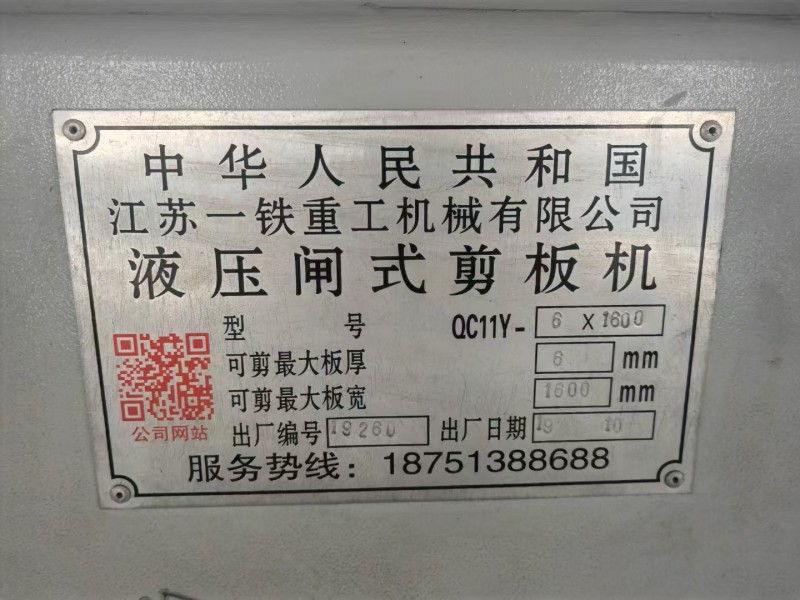 中华人民共和国
江苏一铁重工机械有限公司
液压闸式剪板机
型 号 QC11Y- 6 X 1600
可剪最大板厚 6 mm
可剪最大板宽 1600 mm
公司网站
出厂编号 19260 出厂日期 19 10
服务势线：18751388688